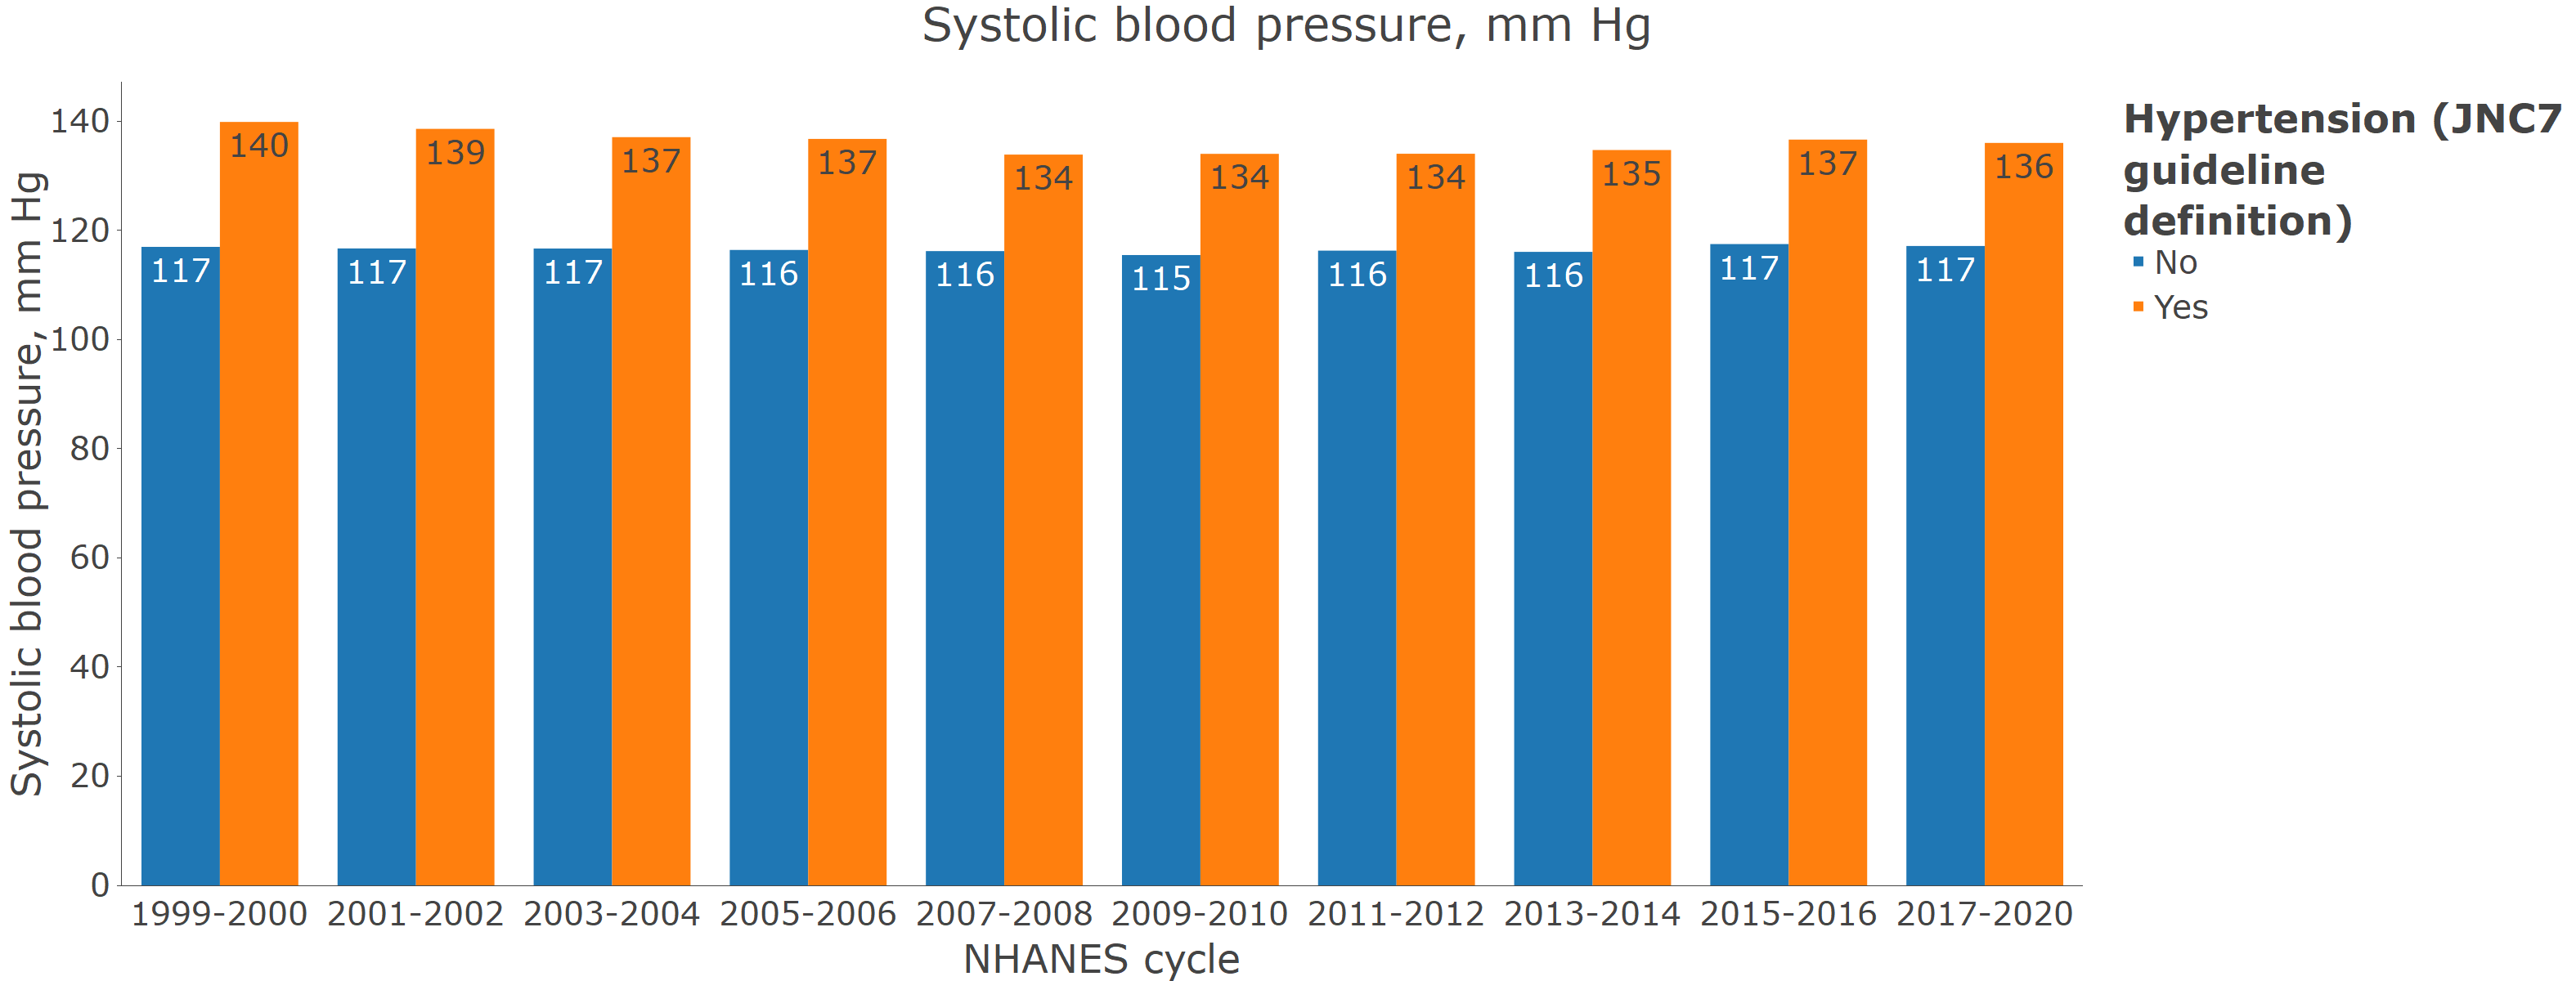 Systolic blood pressure, mm Hg
Systolic blood pressure, mm Hg
140
120
100
80
60
40
20
0
117 140 117 139 117 137 116 137 116 134 115 134 116 134 116 135 117 137 117 136
1999-2000 2001-2002 2003-2004 2005-2006 2007-2008 2009-2010 2011-2012 2013-2014 2015-2016 2017-2020
NHANES cycle
Hypertension (JNC7
guideline
definition)
No
Yes